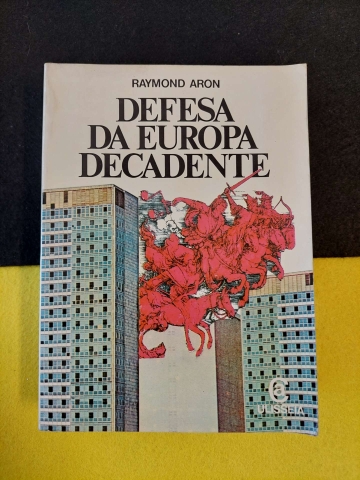 RAYMOND ARON
DEFESA
DA EUROPA
DECADENTE
ULISSEIA